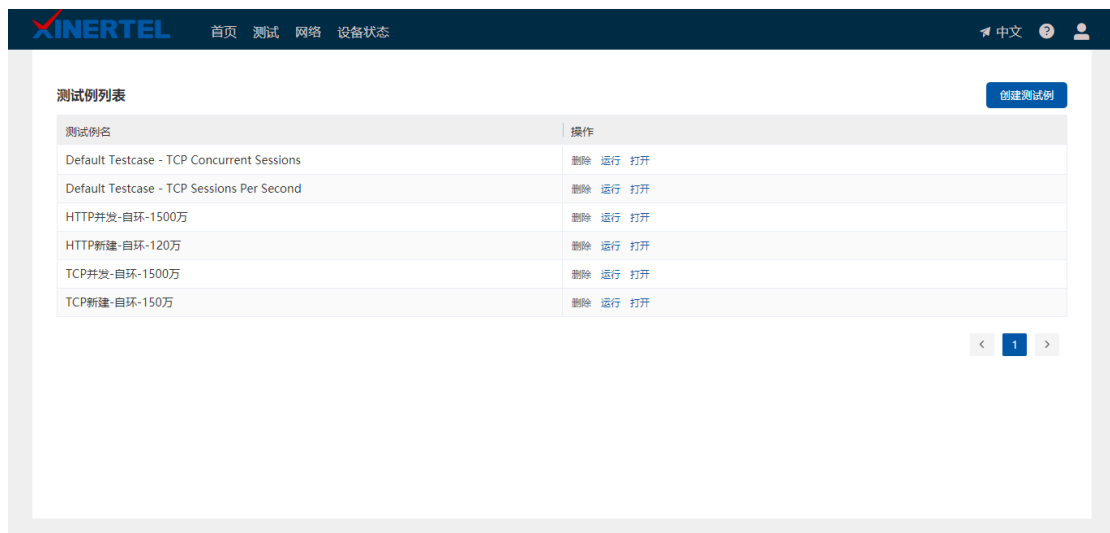 XINERTEL 首页 测试 网络 设备状态 中文
测试例列表 创建测试例
测试例名 操作
Default Testcase - TCP Concurrent Sessions 删除 运行 打开
Default Testcase - TCP Sessions Per Second 删除 运行 打开
HTTP并发-自环-1500万 删除 运行 打开
HTTP新建-自环-120万 删除 运行 打开
TCP并发-自环-1500万 删除 运行 打开
TCP新建-自环-150万 删除 运行 打开
< 1 >